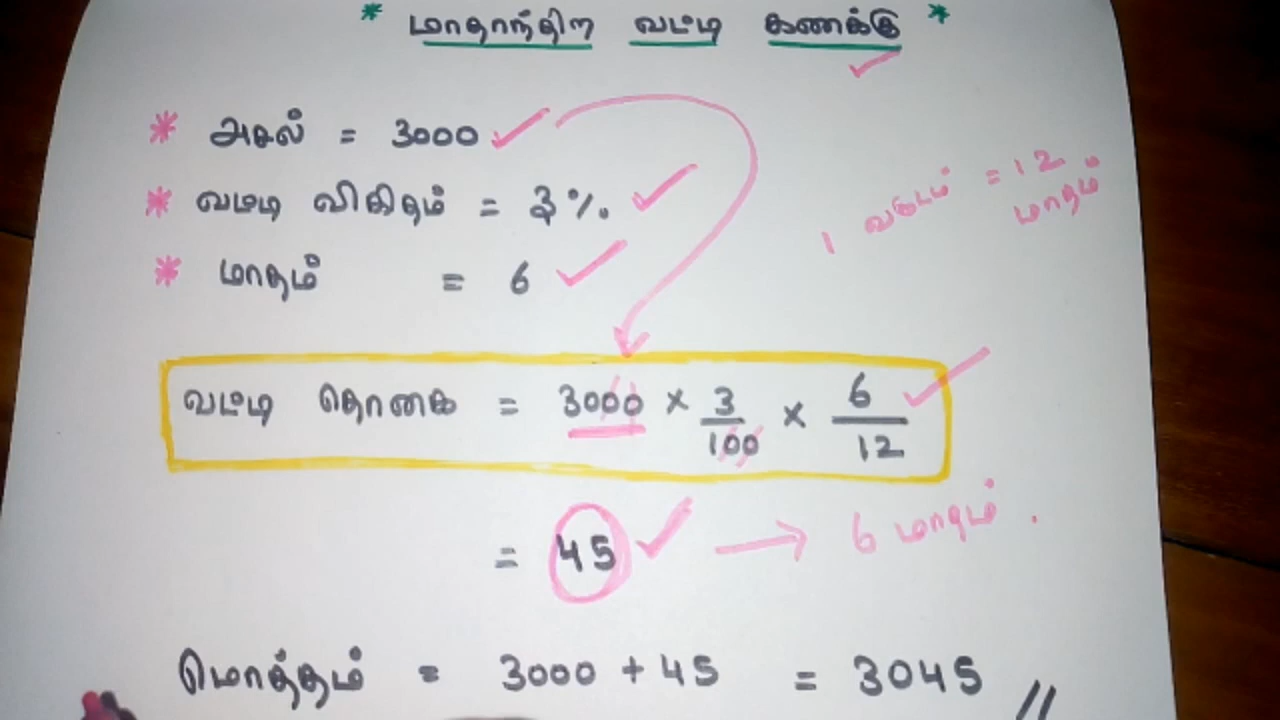 * மாதாந்திர வட்டி கணக்கு *
* அசல் = 3000
* வட்டி விகிதம் = 3%.
* மாதம் = 6
1 வருடம் = 12
மாதம்
வட்டி தொகை = 3000 × 3/100 × 6/12
= 45 → 6 மாதம்.
மொத்தம் = 3000 + 45 = 3045 //